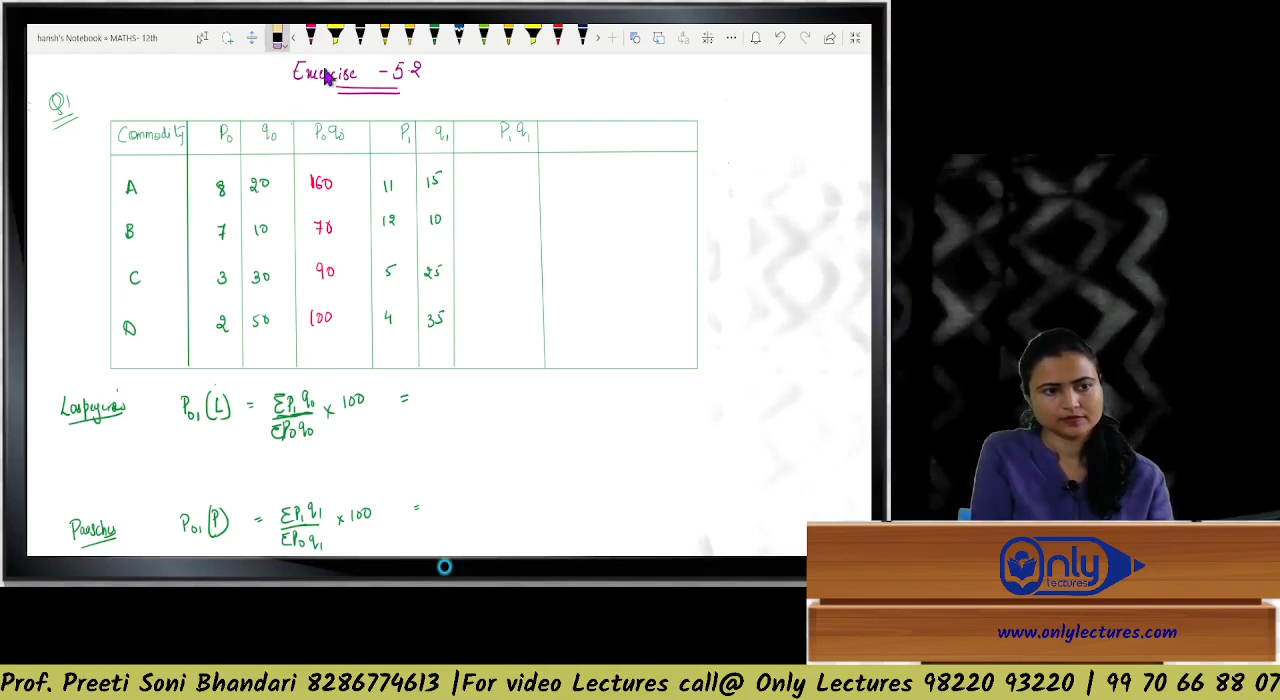 harish's Notebook » MATHS- 12th
Exercise - 5.2
Q1
Commodity P0 q0 P0q0 P1 q1 P1q1
A 8 20 160 11 15
B 7 10 70 12 10
C 3 30 90 5 25
D 2 50 100 4 35
Laspeyre's P01(L) = ΣP1q0 / ΣP0q0 × 100 =
Paasche's P01(P) = ΣP1q1 / ΣP0q1 × 100 =
Only
Lectures
www.onlylectures.com
Prof. Preeti Soni Bhandari 8286774613 |For video Lectures call@ Only Lectures 98220 93220 | 99 70 66 88 07